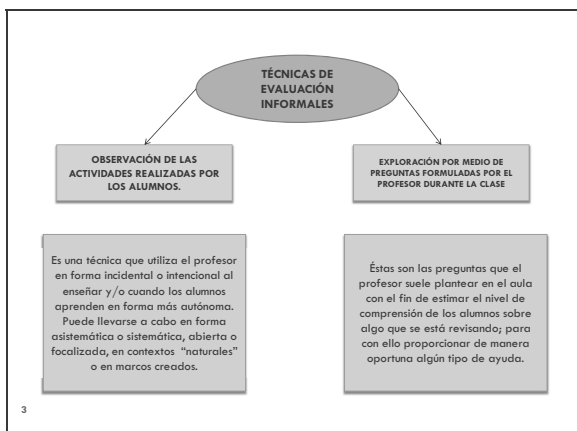 TÉCNICAS DE
EVALUACIÓN
INFORMALES
OBSERVACIÓN DE LAS
ACTIVIDADES REALIZADAS POR
LOS ALUMNOS.
EXPLORACIÓN POR MEDIO DE
PREGUNTAS FORMULADAS POR EL
PROFESOR DURANTE LA CLASE
Es una técnica que utiliza el profesor
en forma incidental o intencional al
enseñar y/o cuando los alumnos
aprenden en forma más autónoma.
Puede llevarse a cabo en forma
asistemática o sistemática, abierta o
focalizada, en contextos “naturales”
o en marcos creados.
Éstas son las preguntas que el
profesor suele plantear en el aula
con el fin de estimar el nivel de
comprensión de los alumnos sobre
algo que se está revisando; para
con ello proporcionar de manera
oportuna algún tipo de ayuda.
3